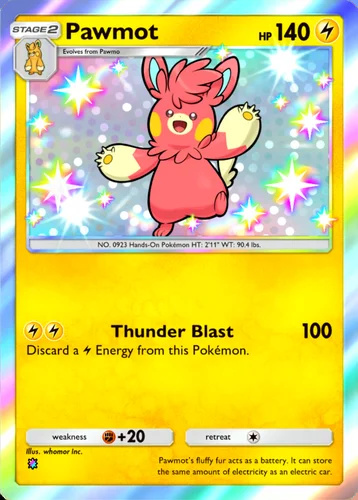 STAGE 2 Pawmot HP 140
Evolves from Pawmo
NO. 0923 Hands-On Pokémon HT: 2'11" WT: 90.4 lbs.
Thunder Blast 100
Discard a Energy from this Pokémon.
weakness +20 retreat
Illus. whomor Inc.
Pawmot's fluffy fur acts as a battery. It can store
the same amount of electricity as an electric car.